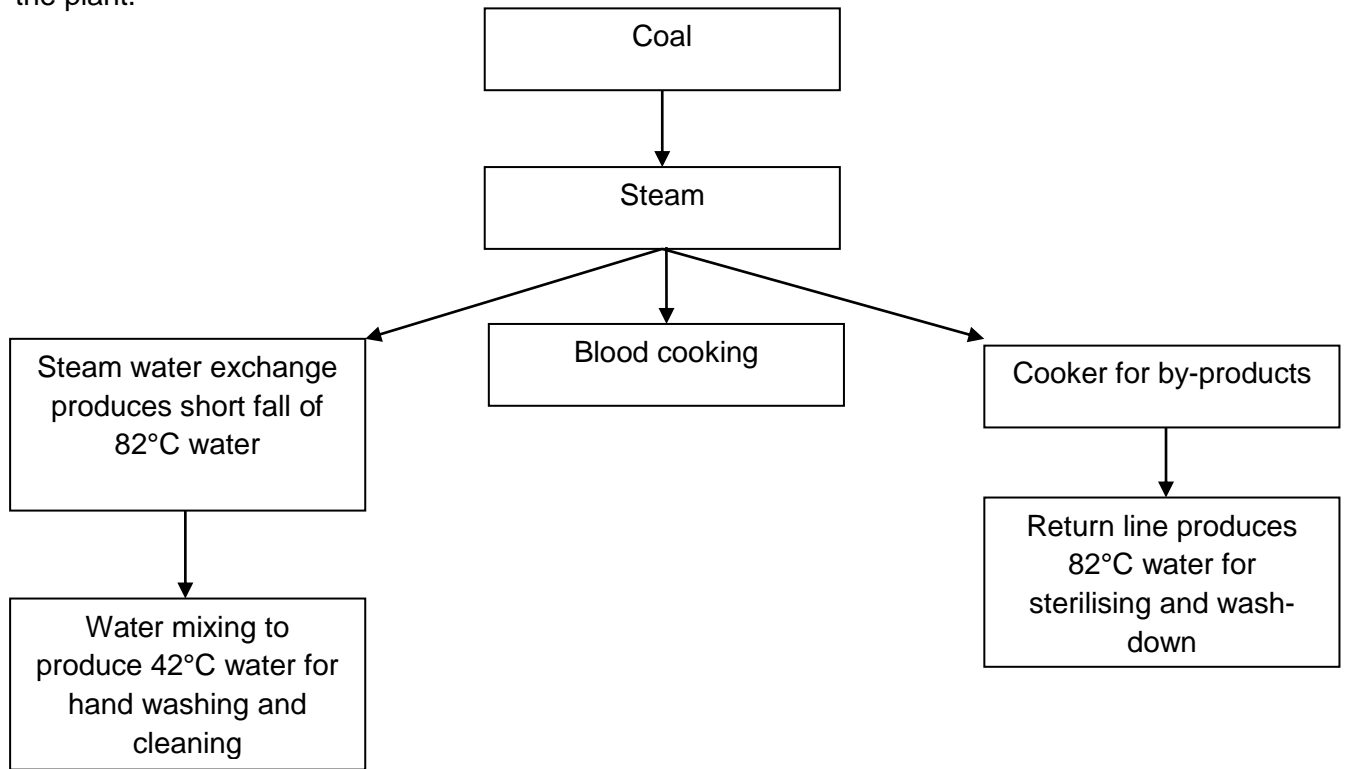 the plant.
Coal
Steam
Steam water exchange
produces short fall of
82°C water
Blood cooking
Cooker for by-products
Return line produces
82°C water for
sterilising and wash-
down
Water mixing to
produce 42°C water for
hand washing and
cleaning